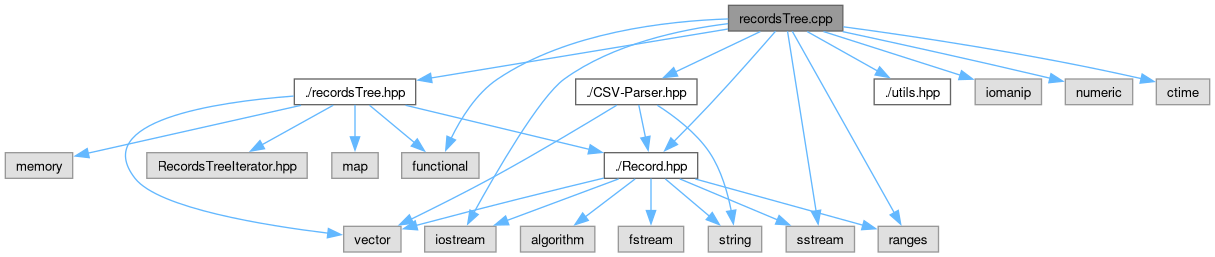 recordsTree.cpp
./recordsTree.hpp
./CSV-Parser.hpp
./utils.hpp
iomanip
numeric
ctime
memory
RecordsTreeIterator.hpp
map
functional
./Record.hpp
vector
iostream
algorithm
fstream
string
sstream
ranges